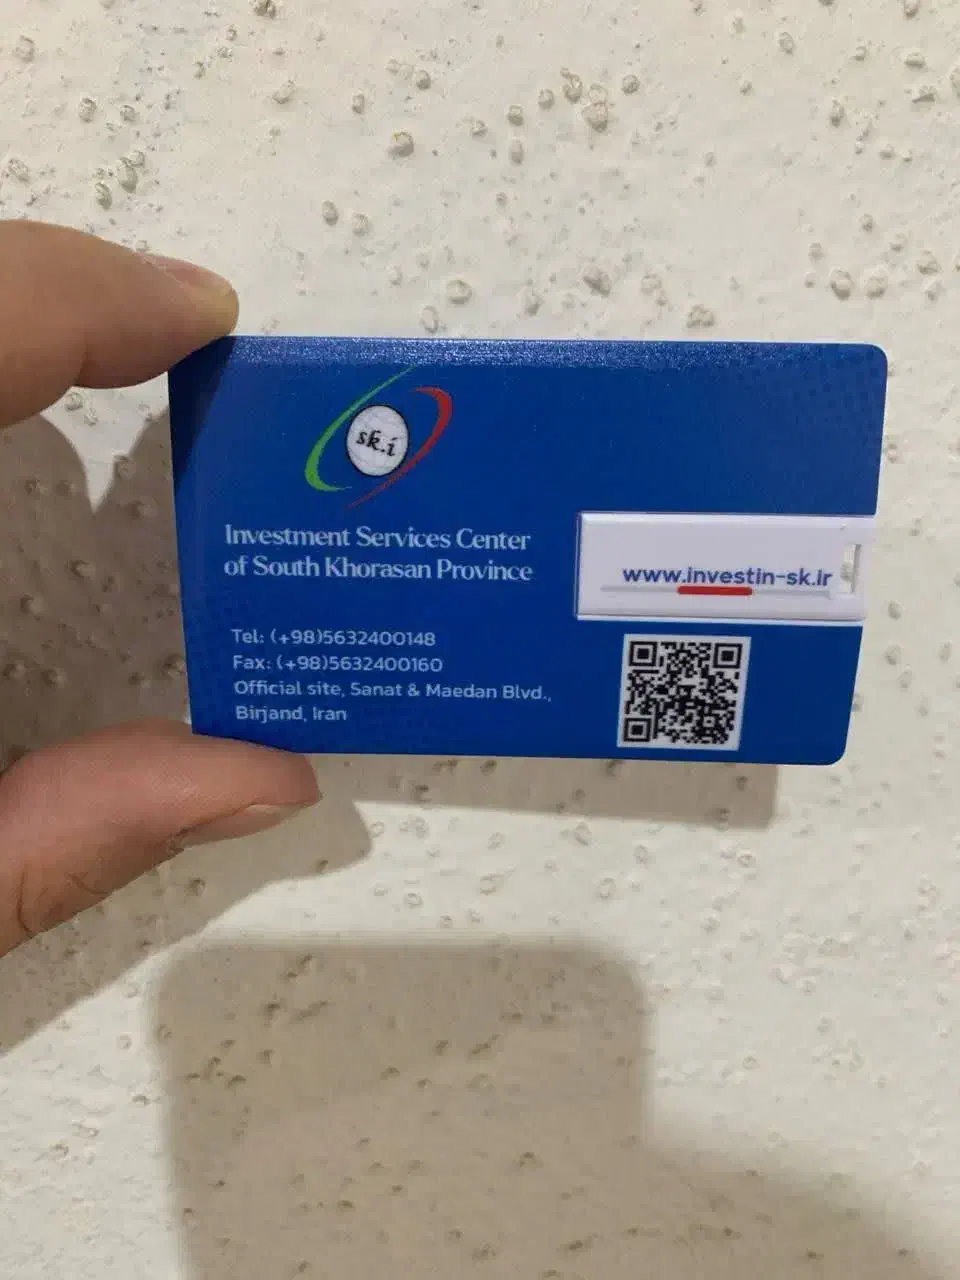 sk.i
Investment Services Center
of South Khorasan Province
www.investin-sk.ir
Tel: (+98)5632400148
Fax: (+98)5632400160
Official site, Sanat & Maedan Blvd.,
Birjand, Iran